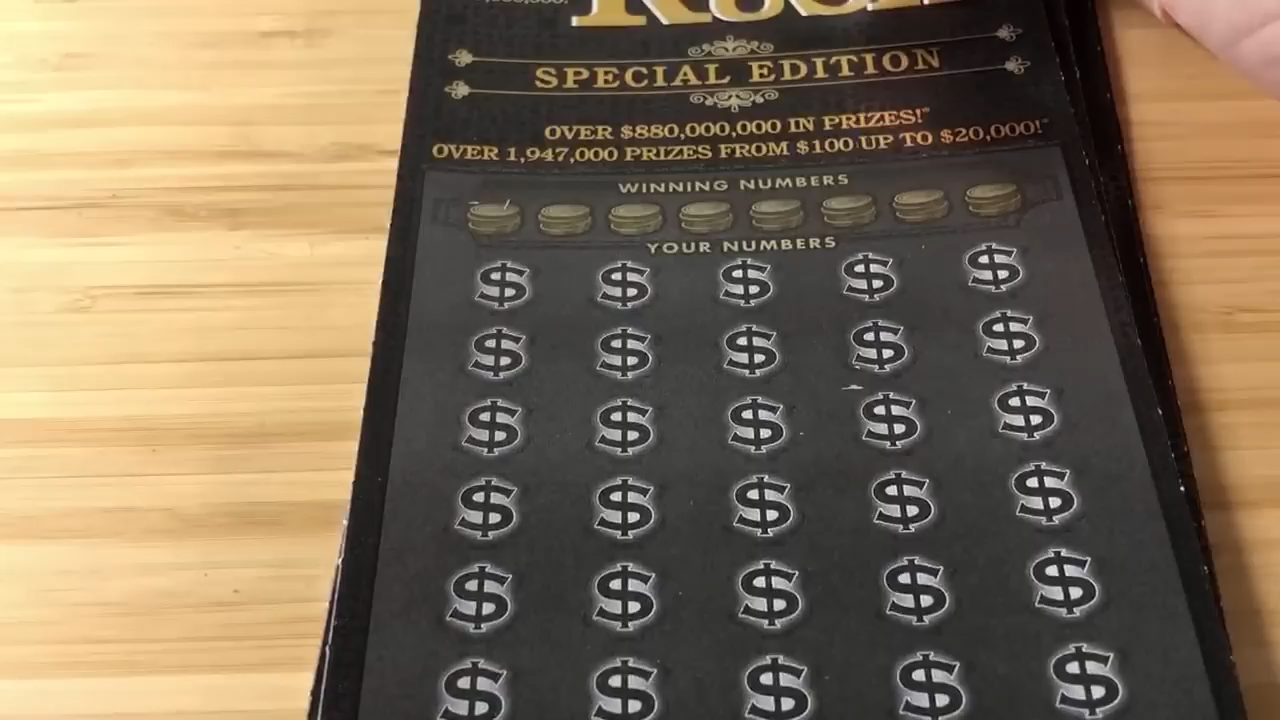 SPECIAL EDITION
OVER $880,000,000 IN PRIZES!*
OVER 1,947,000 PRIZES FROM $100 UP TO $20,000!*
WINNING NUMBERS
YOUR NUMBERS
$ $ $ $ $
$ $ $ $ $
$ $ $ $ $
$ $ $ $ $
$ $ $ $ $
$ $ $ $ $